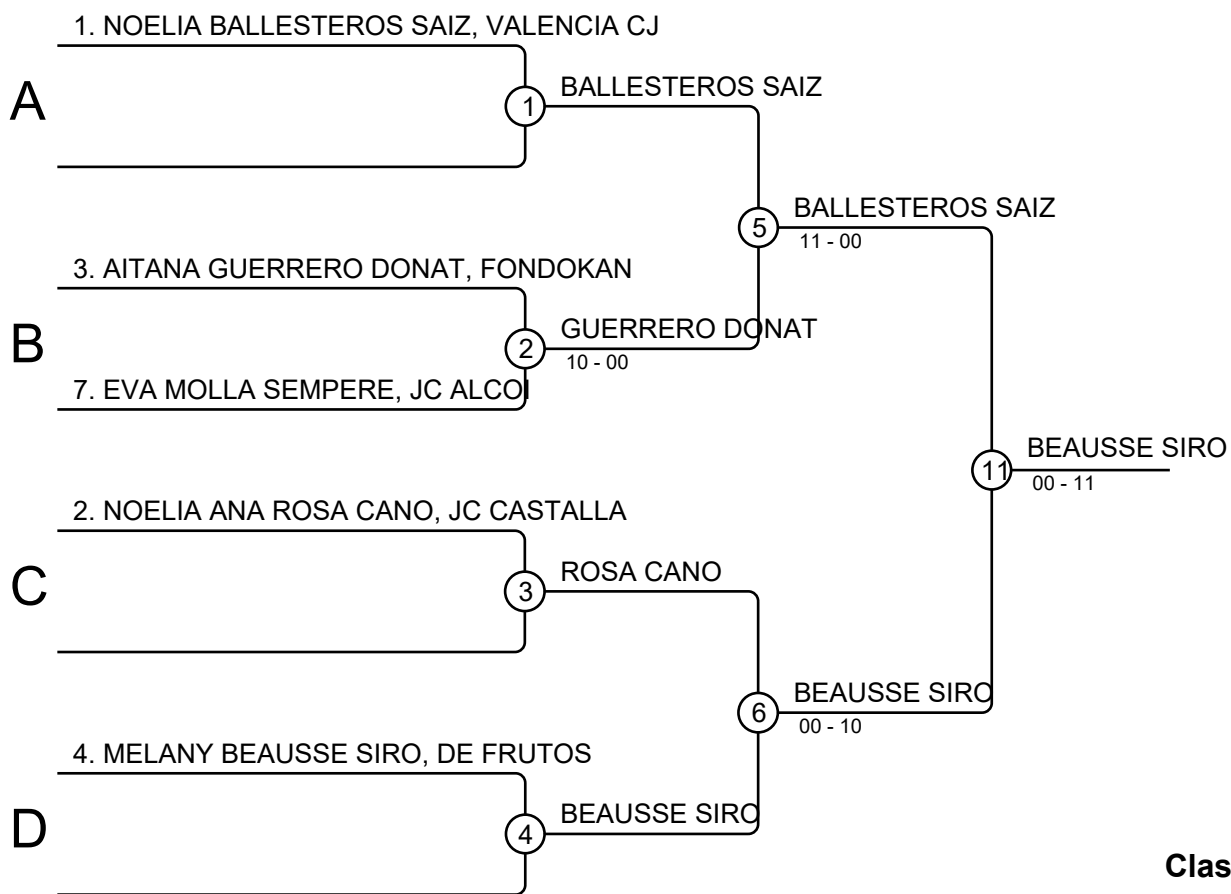 1. NOELIA BALLESTEROS SAIZ, VALENCIA CJ
A
1
BALLESTEROS SAIZ
5
BALLESTEROS SAIZ
11 - 00
3. AITANA GUERRERO DONAT, FONDOKAN
B
2
GUERRERO DONAT
10 - 00
7. EVA MOLLA SEMPERE, JC ALCOI
11
BEAUSSE SIRO
00 - 11
2. NOELIA ANA ROSA CANO, JC CASTALLA
C
3
ROSA CANO
6
BEAUSSE SIRO
00 - 10
4. MELANY BEAUSSE SIRO, DE FRUTOS
D
4
BEAUSSE SIRO
Clas